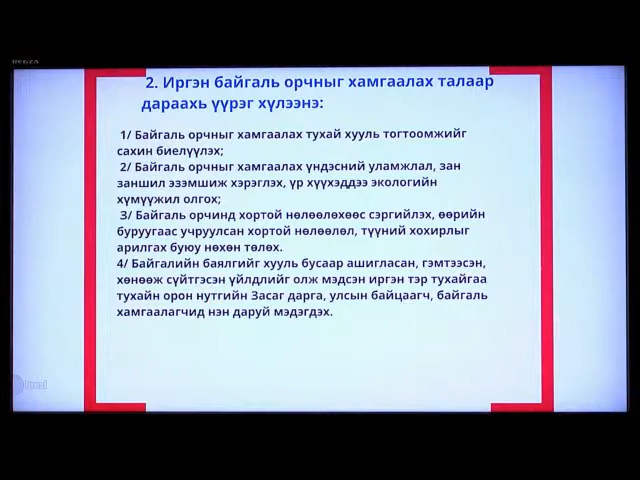 REGZA
2. Иргэн байгаль орчныг хамгаалах талаар
дараахь үүрэг хүлээнэ:
1/ Байгаль орчныг хамгаалах тухай хууль тогтоомжийг
сахин биелүүлэх;
2/ Байгаль орчныг хамгаалах үндэсний уламжлал, зан
заншил эзэмшиж хэрэглэх, үр хүүхэддээ экологийн
хүмүүжил олгох;
3/ Байгаль орчинд хортой нөлөөлөхөөс сэргийлэх, өөрийн
буруугаас учруулсан хортой нөлөөлөл, түүний хохирлыг
арилгах буюу нөхөн төлөх.
4/ Байгалийн баялгийг хууль бусаар ашигласан, гэмтээсэн,
хөнөөж сүйтгэсэн үйлдлийг олж мэдсэн иргэн тэр тухайгаа
тухайн орон нутгийн Засаг дарга, улсын байцаагч, байгаль
хамгаалагчид нэн даруй мэдэгдэх.